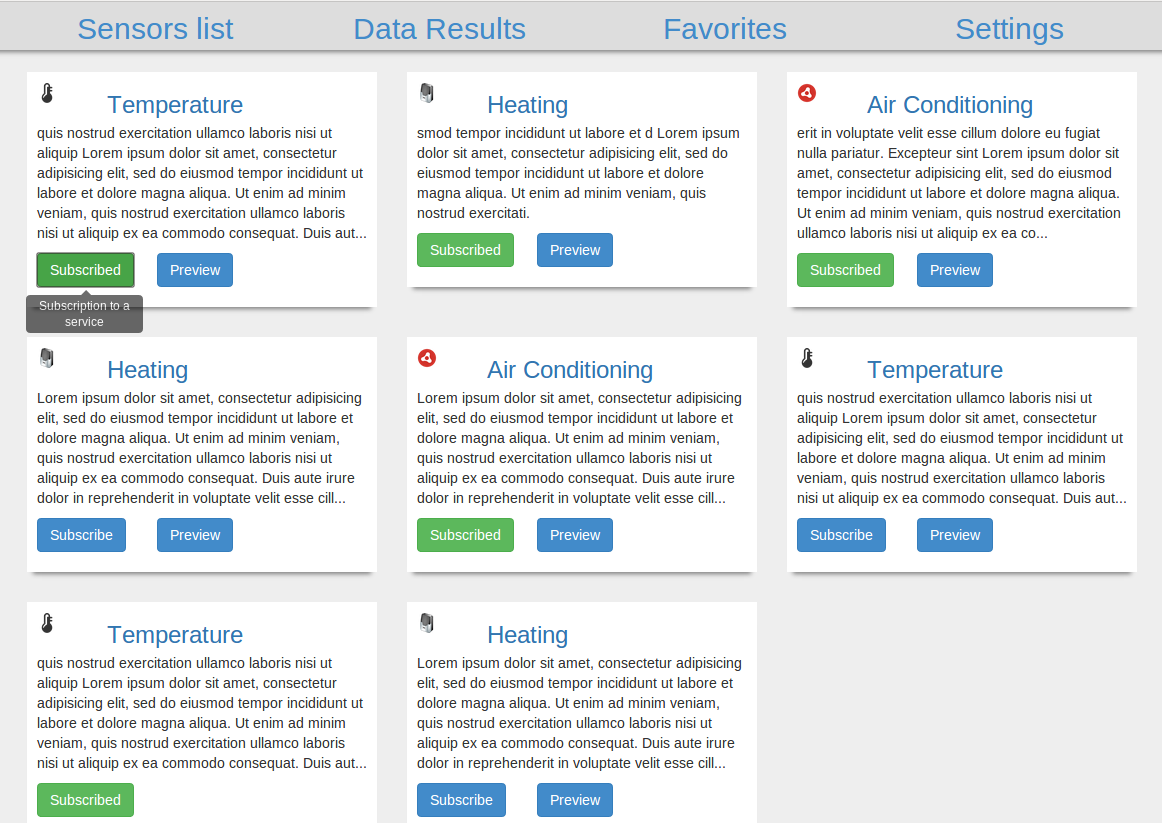 Sensors list Data Results Favorites Settings
Temperature
quis nostrud exercitation ullamco laboris nisi ut
aliquip Lorem ipsum dolor sit amet, consectetur
adipisicing elit, sed do eiusmod tempor incididunt ut
labore et dolore magna aliqua. Ut enim ad minim
veniam, quis nostrud exercitation ullamco laboris
nisi ut aliquip ex ea commodo consequat. Duis aut...
Subscribed Preview
Subscription to a
service
Heating
smod tempor incididunt ut labore et d Lorem ipsum
dolor sit amet, consectetur adipisicing elit, sed do
eiusmod tempor incididunt ut labore et dolore
magna aliqua. Ut enim ad minim veniam, quis
nostrud exercitati.
Subscribed Preview
Air Conditioning
erit in voluptate velit esse cillum dolore eu fugiat
nulla pariatur. Excepteur sint Lorem ipsum dolor sit
amet, consectetur adipisicing elit, sed do eiusmod
tempor incididunt ut labore et dolore magna aliqua.
Ut enim ad minim veniam, quis nostrud exercitation
ullamco laboris nisi ut aliquip ex ea co...
Subscribed Preview
Heating
Lorem ipsum dolor sit amet, consectetur adipisicing
elit, sed do eiusmod tempor incididunt ut labore et
dolore magna aliqua. Ut enim ad minim veniam,
quis nostrud exercitation ullamco laboris nisi ut
aliquip ex ea commodo consequat. Duis aute irure
dolor in reprehenderit in voluptate velit esse cill...
Subscribe Preview
Air Conditioning
Lorem ipsum dolor sit amet, consectetur adipisicing
elit, sed do eiusmod tempor incididunt ut labore et
dolore magna aliqua. Ut enim ad minim veniam,
quis nostrud exercitation ullamco laboris nisi ut
aliquip ex ea commodo consequat. Duis aute irure
dolor in reprehenderit in voluptate velit esse cill...
Subscribed Preview
Temperature
quis nostrud exercitation ullamco laboris nisi ut
aliquip Lorem ipsum dolor sit amet, consectetur
adipisicing elit, sed do eiusmod tempor incididunt ut
labore et dolore magna aliqua. Ut enim ad minim
veniam, quis nostrud exercitation ullamco laboris
nisi ut aliquip ex ea commodo consequat. Duis aut...
Subscribe Preview
Temperature
quis nostrud exercitation ullamco laboris nisi ut
aliquip Lorem ipsum dolor sit amet, consectetur
adipisicing elit, sed do eiusmod tempor incididunt ut
labore et dolore magna aliqua. Ut enim ad minim
veniam, quis nostrud exercitation ullamco laboris
nisi ut aliquip ex ea commodo consequat. Duis aut...
Subscribed
Heating
Lorem ipsum dolor sit amet, consectetur adipisicing
elit, sed do eiusmod tempor incididunt ut labore et
dolore magna aliqua. Ut enim ad minim veniam,
quis nostrud exercitation ullamco laboris nisi ut
aliquip ex ea commodo consequat. Duis aute irure
dolor in reprehenderit in voluptate velit esse cill...
Subscribe Preview